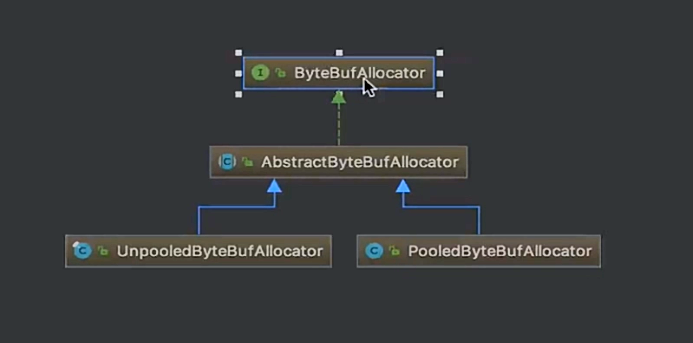 ByteBufAllocator
AbstractByteBufAllocator
UnpooledByteBufAllocator
PooledByteBufAllocator